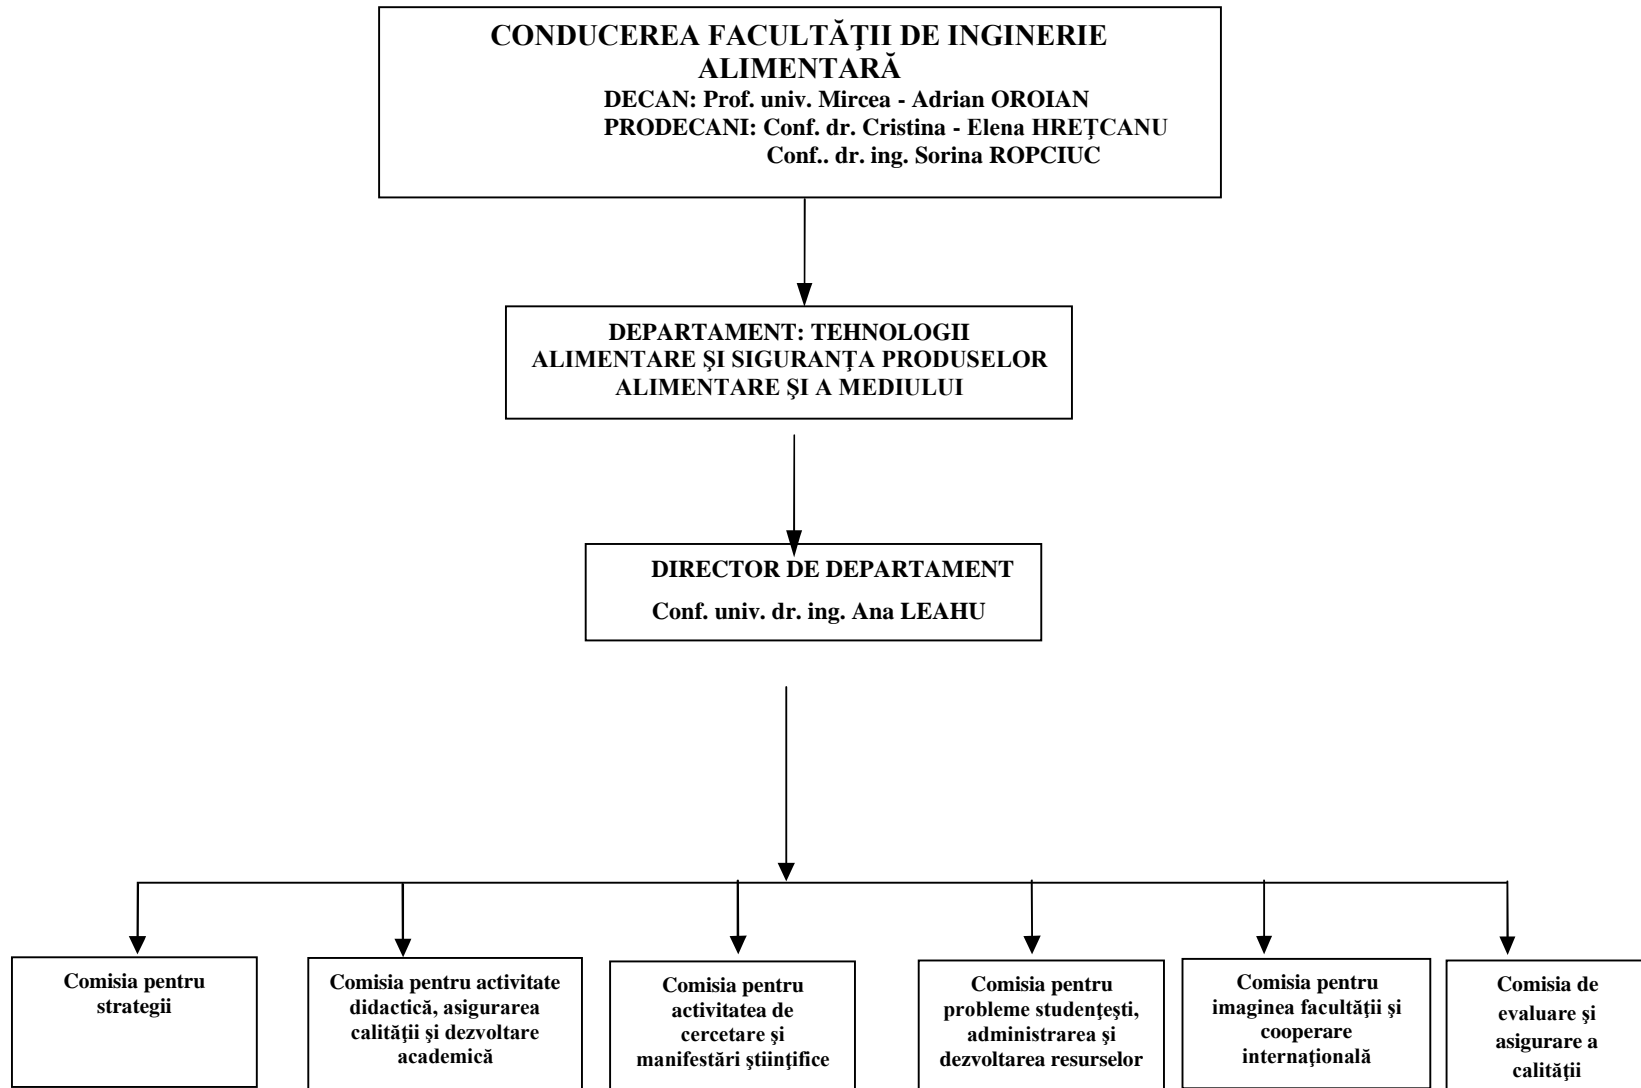 CONDUCEREA FACULTĂŢII DE INGINERIE
ALIMENTARĂ
DECAN: Prof. univ. Mircea - Adrian OROIAN
PRODECANI: Conf. dr. Cristina - Elena HREŢCANU
Conf.. dr. ing. Sorina ROPCIUC
DEPARTAMENT: TEHNOLOGII
ALIMENTARE ŞI SIGURANŢA PRODUSELOR
ALIMENTARE ŞI A MEDIULUI
DIRECTOR DE DEPARTAMENT
Conf. univ. dr. ing. Ana LEAHU
Comisia pentru
strategii
Comisia pentru activitate
didactică, asigurarea
calităţii şi dezvoltare
academică
Comisia pentru
activitatea de
cercetare şi
manifestări ştiinţifice
Comisia pentru
probleme studenţeşti,
administrarea şi
dezvoltarea resurselor
Comisia pentru
imaginea facultăţii şi
cooperare
internaţională
Comisia de
evaluare şi
asigurare a
calităţii